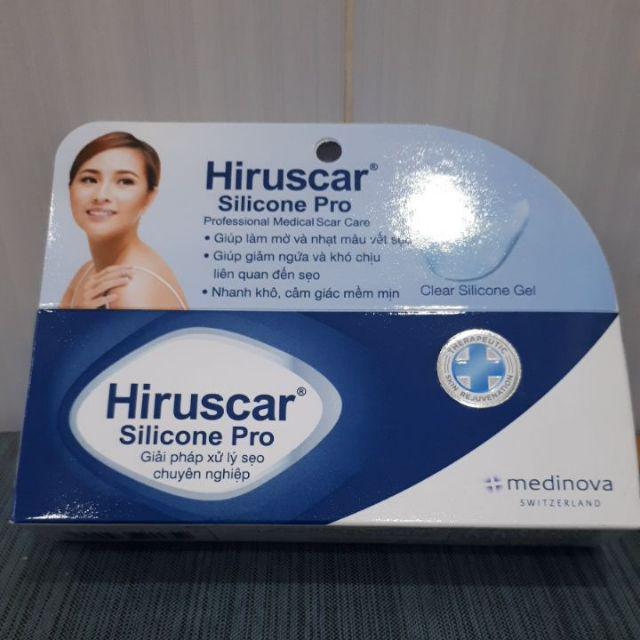 Hiruscar®
Silicone Pro
Professional Medical Scar Care
• Giúp làm mờ và nhạt màu vết sẹo
• Giúp giảm ngứa và khó chịu
liên quan đến sẹo
• Nhanh khô, cảm giác mềm mịn
Clear Silicone Gel
THERAPEUTIC
SKIN REJUVENATION
Hiruscar®
Silicone Pro
Giải pháp xử lý sẹo
chuyên nghiệp
medinova
SWITZERLAND